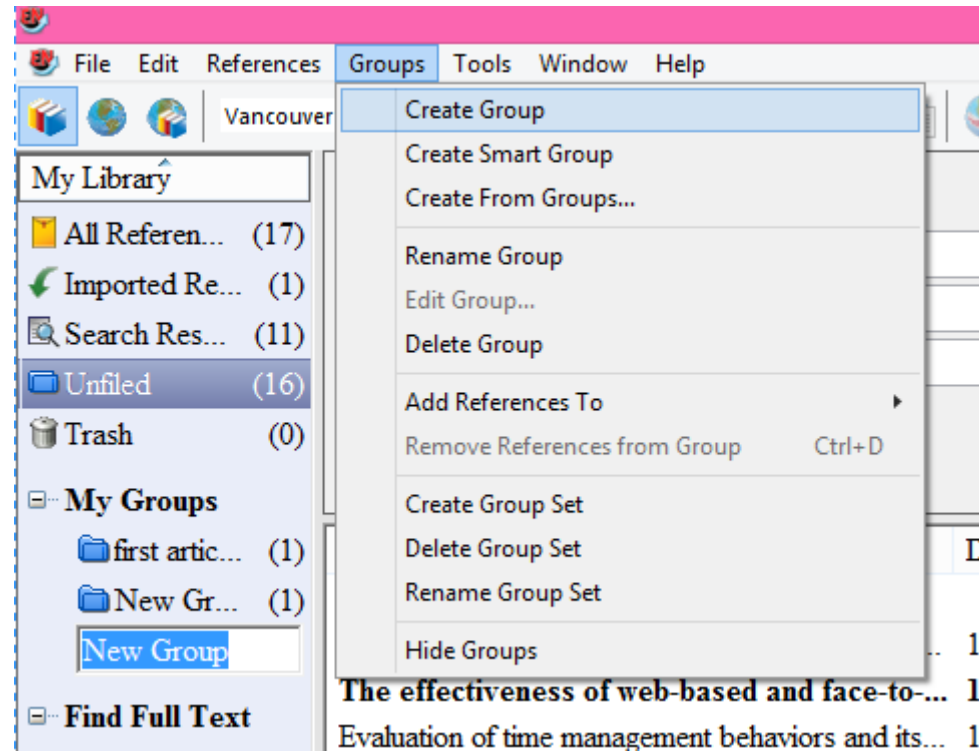 File Edit References Groups Tools Window Help
Vancouver
Create Group
Create Smart Group
Create From Groups...
Rename Group
Edit Group...
Delete Group
Add References To
Remove References from Group Ctrl+D
Create Group Set
Delete Group Set
Rename Group Set
Hide Groups
My Library
All Referen... (17)
Imported Re... (1)
Search Res... (11)
Unfiled (16)
Trash (0)
My Groups
first artic... (1)
New Gr... (1)
New Group
Find Full Text
The effectiveness of web-based and face-to-... 1
Evaluation of time management behaviors and its... 1